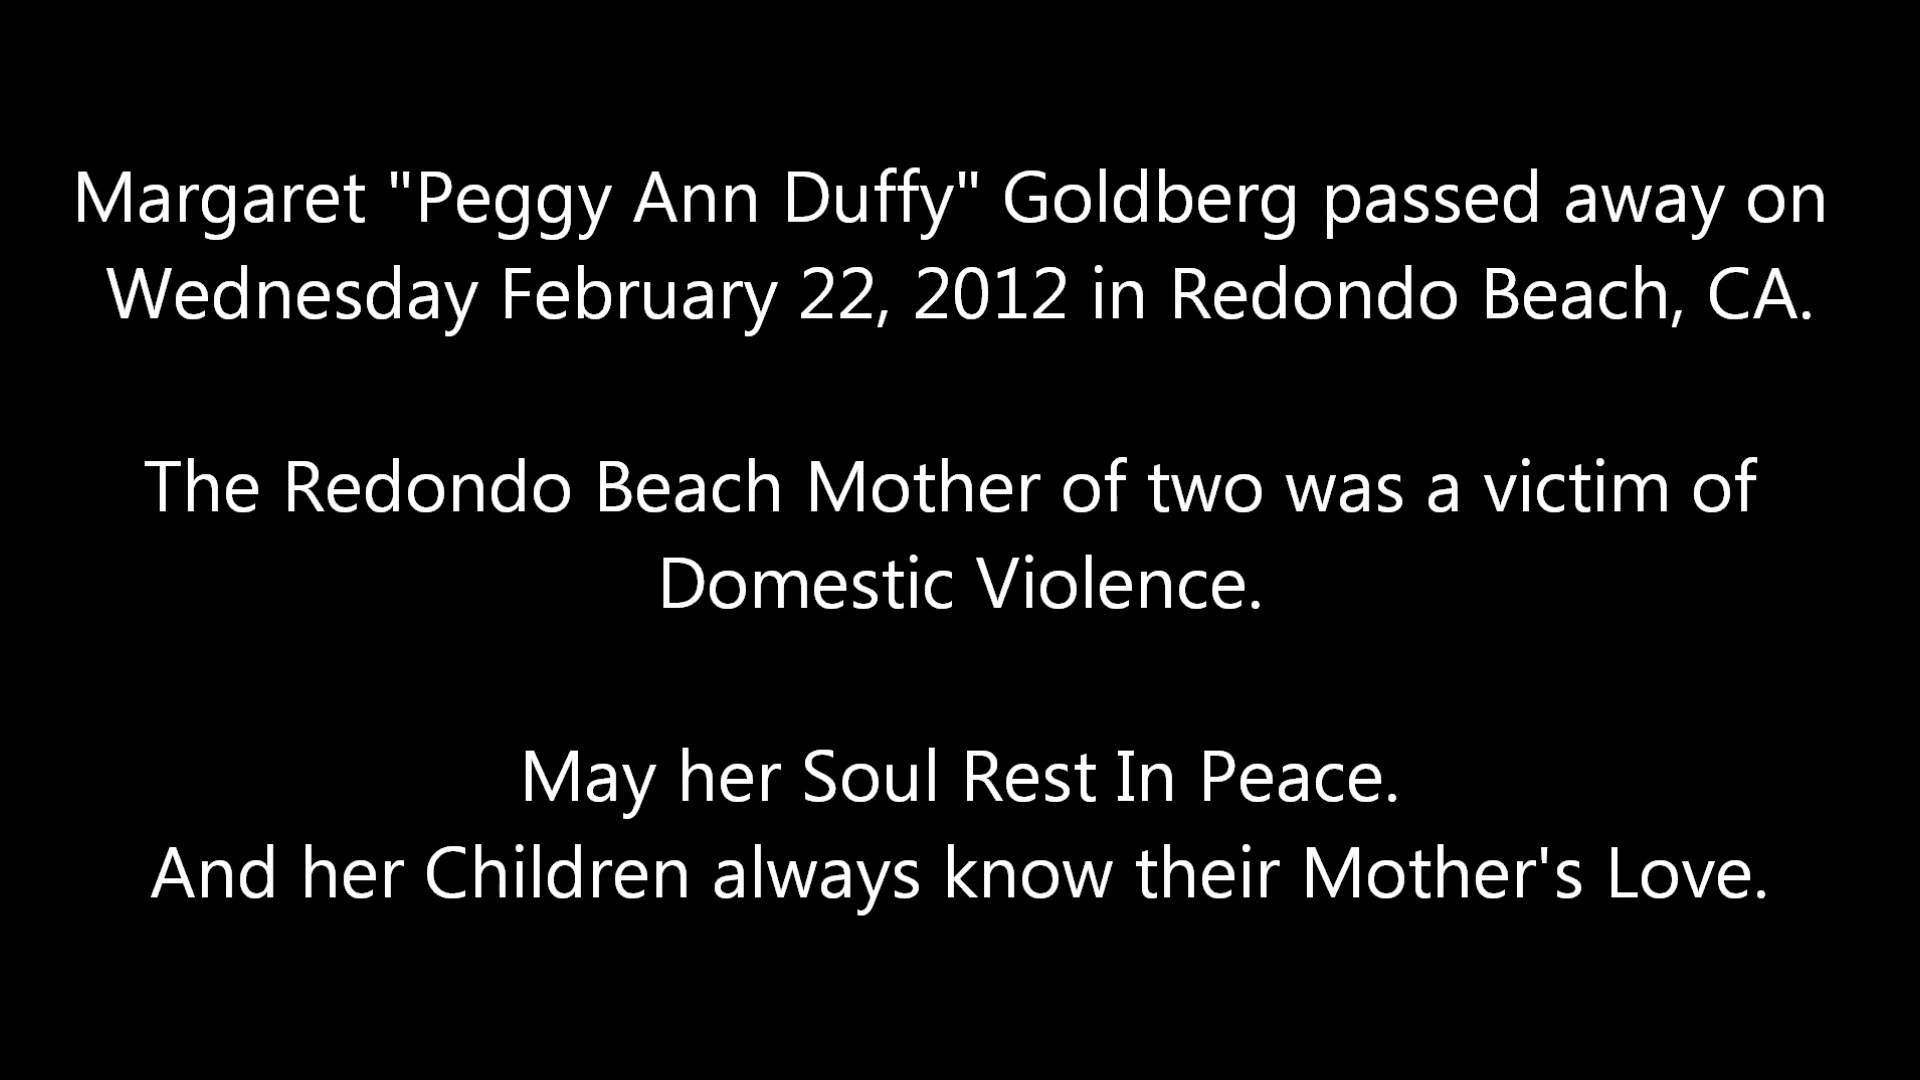 Margaret "Peggy Ann Duffy" Goldberg passed away on
Wednesday February 22, 2012 in Redondo Beach, CA.
The Redondo Beach Mother of two was a victim of
Domestic Violence.
May her Soul Rest In Peace.
And her Children always know their Mother's Love.